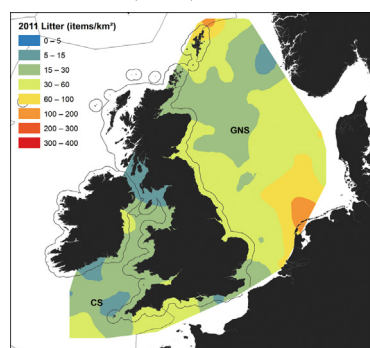 2011 Litter (items/km²)
0 – 5
5 – 15
15 – 30
30 – 60
60 – 100
100 – 200
200 – 300
300 – 400
GNS
CS